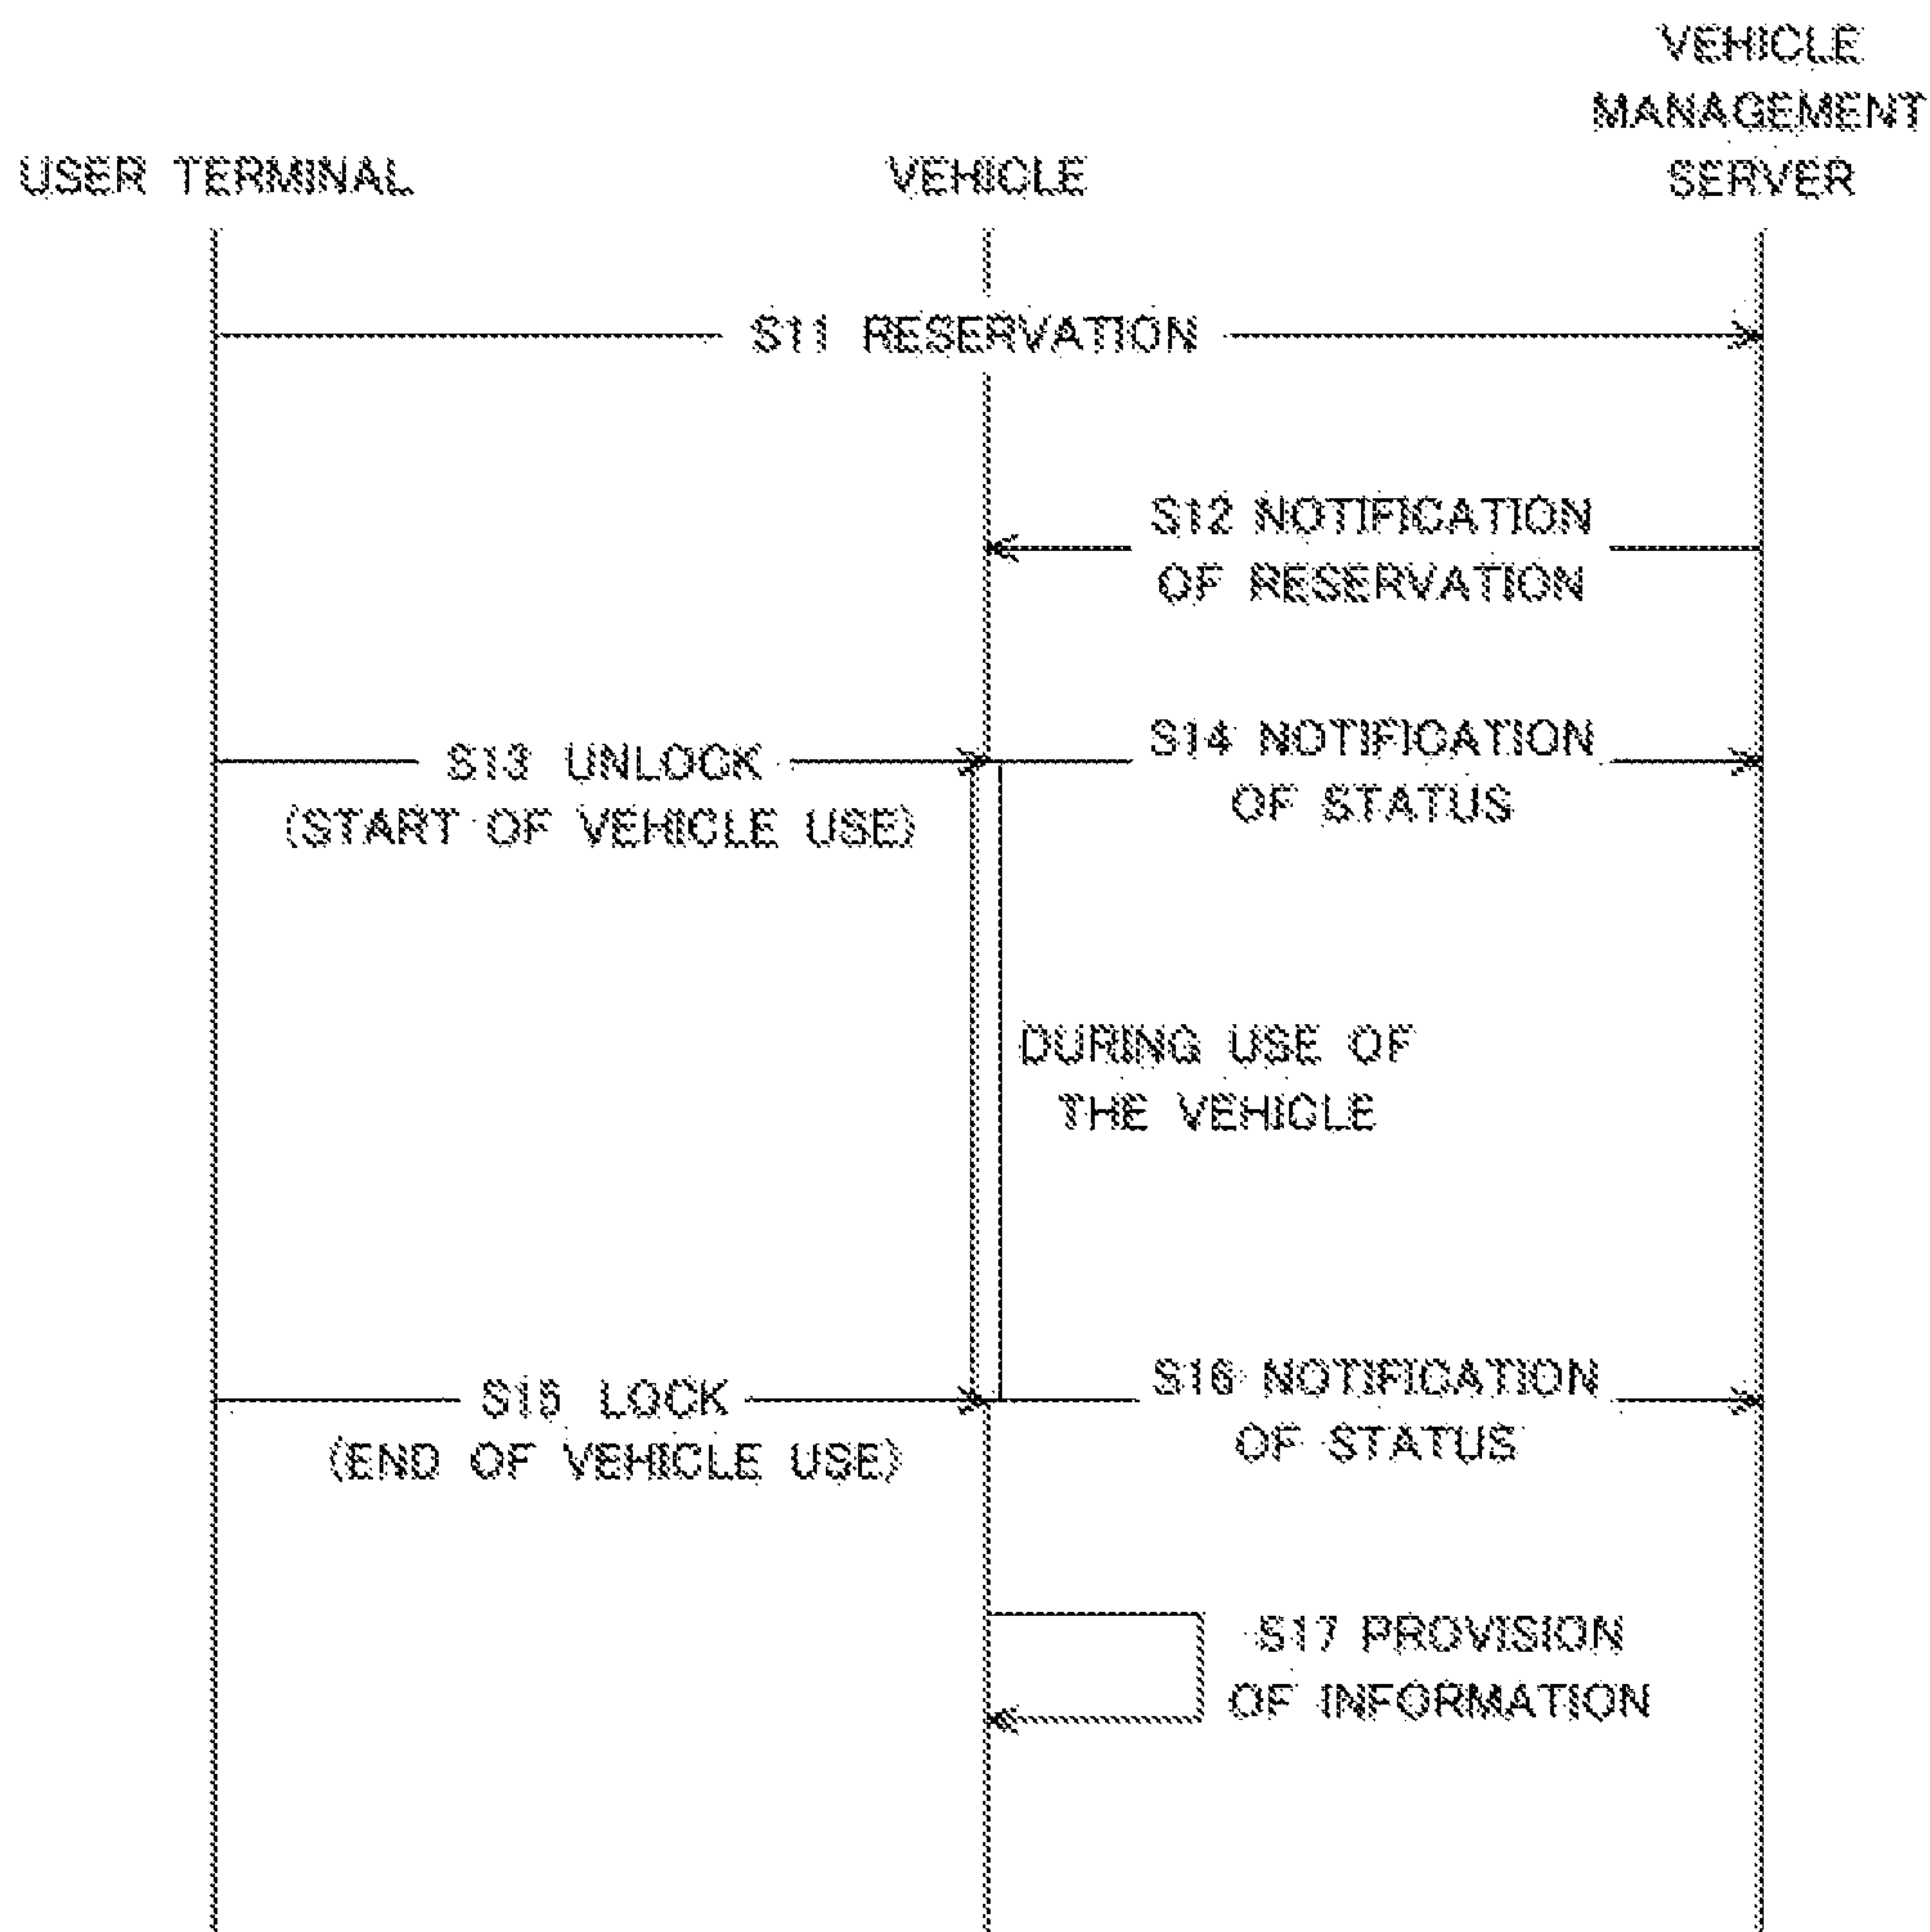 VEHICLE
MANAGEMENT
SERVER
USER TERMINAL
VEHICLE
S11 RESERVATION
S12 NOTIFICATION
OF RESERVATION
S13 UNLOCK
(START OF VEHICLE USE)
S14 NOTIFICATION
OF STATUS
DURING USE OF
THE VEHICLE
S15 LOCK
(END OF VEHICLE USE)
S16 NOTIFICATION
OF STATUS
S17 PROVISION
OF INFORMATION